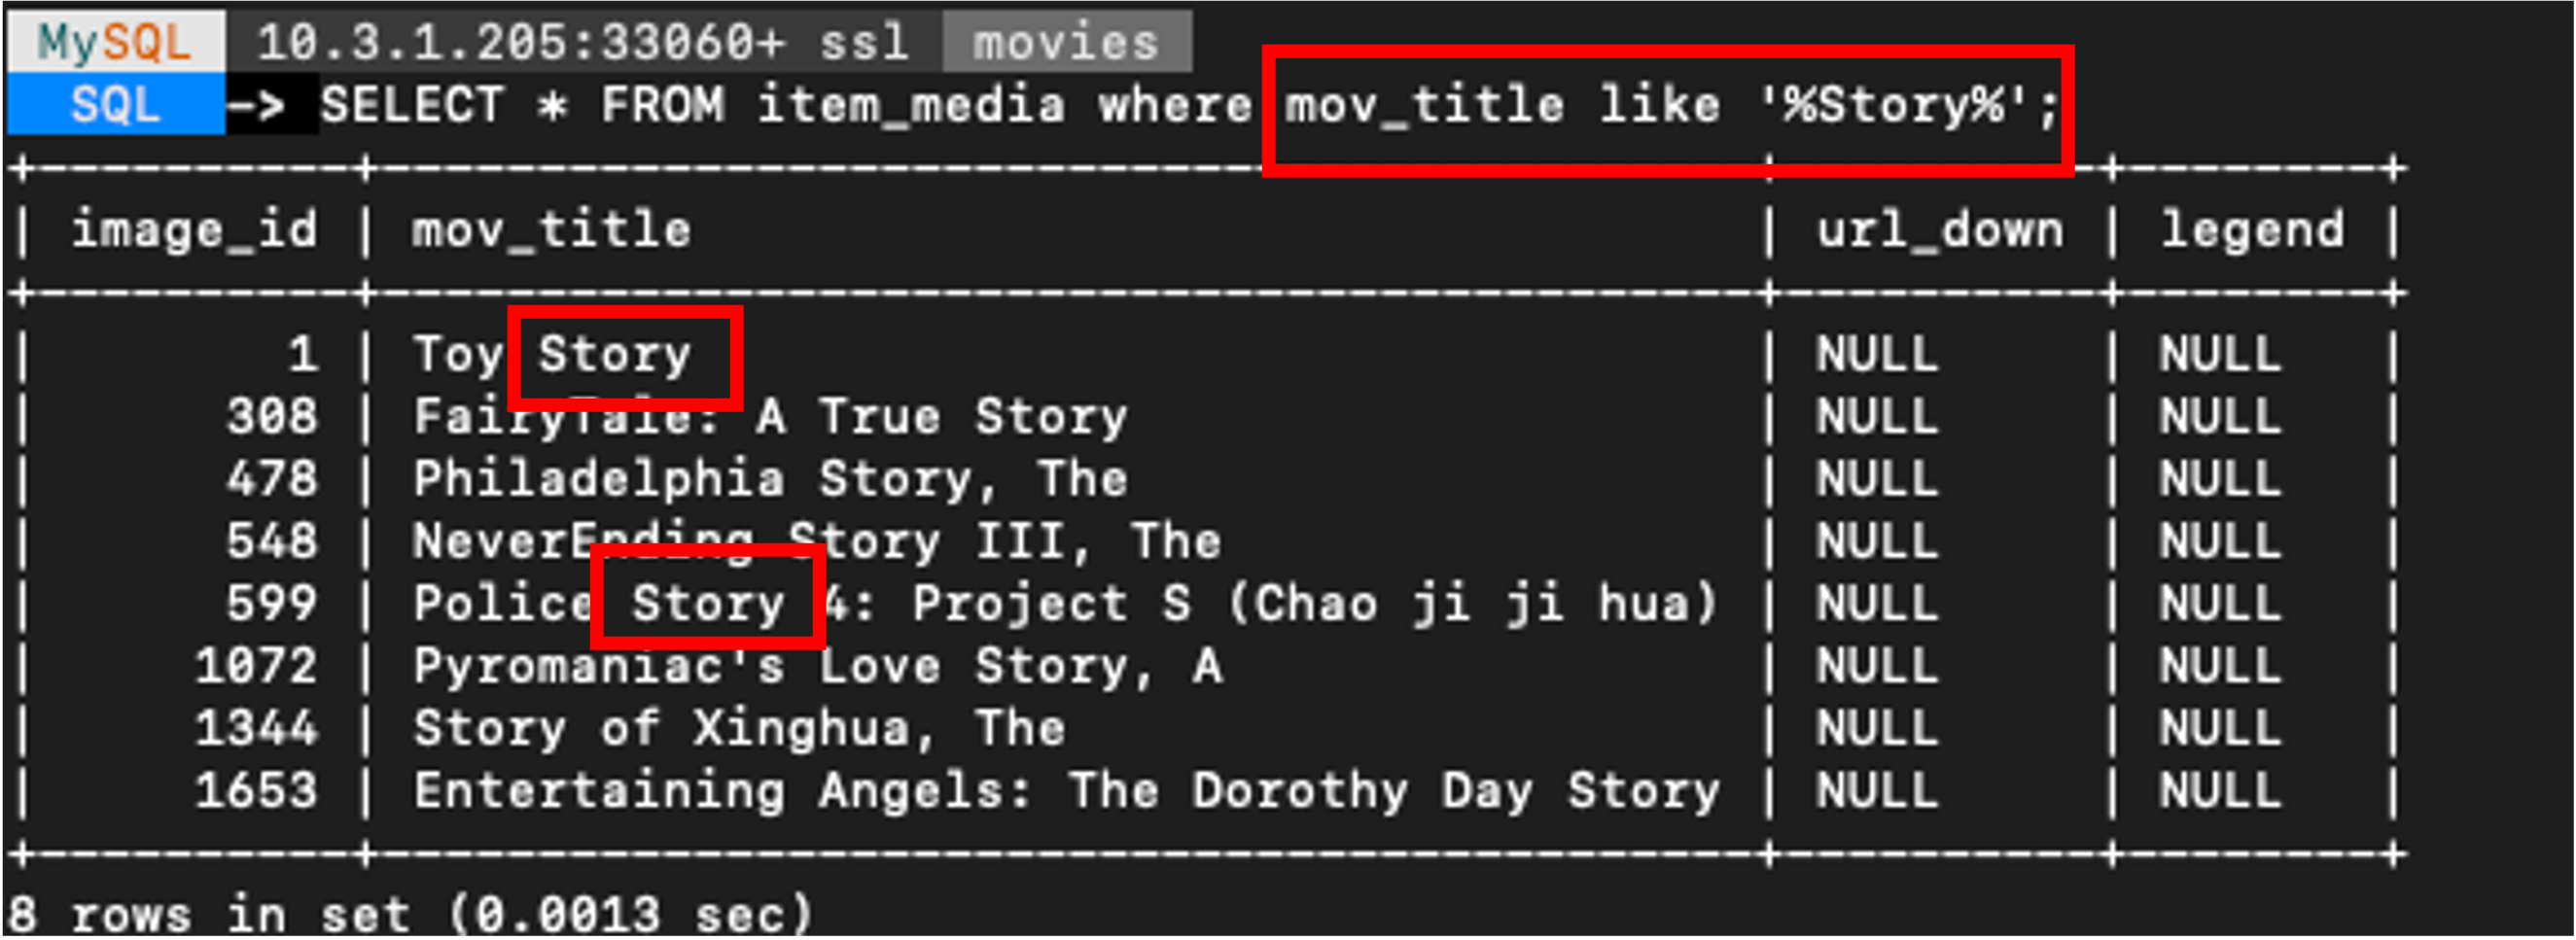 MySQL 10.3.1.205:33060+ ssl movies
SQL -> SELECT * FROM item_media where mov_title like '%Story%';
+----------+--------------------------------------------+----------+--------+
| image_id | mov_title                                  | url_down | legend |
+----------+--------------------------------------------+----------+--------+
|        1 | Toy Story                                  | NULL     | NULL   |
|      308 | FairyTale: A True Story                    | NULL     | NULL   |
|      478 | Philadelphia Story, The                    | NULL     | NULL   |
|      548 | NeverEnding Story III, The                 | NULL     | NULL   |
|      599 | Police Story 4: Project S (Chao ji ji hua) | NULL     | NULL   |
|     1072 | Pyromaniac's Love Story, A                 | NULL     | NULL   |
|     1344 | Story of Xinghua, The                      | NULL     | NULL   |
|     1653 | Entertaining Angels: The Dorothy Day Story | NULL     | NULL   |
+----------+--------------------------------------------+----------+--------+
8 rows in set (0.0013 sec)